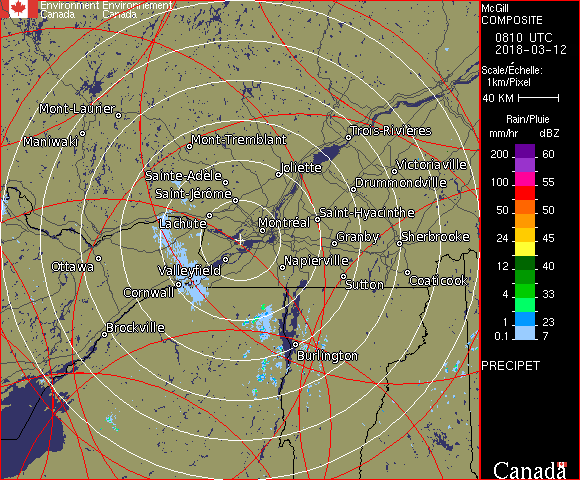 Environment Environnement
Canada Canada
McGill
COMPOSITE
0810 UTC
2018-03-12
Scale/Échelle:
1km/Pixel
40 KM
Rain/Pluie
mm/hr dBZ
200 60
100 55
50 50
24 45
12 40
4 33
1 23
0.1 7
PRECIPET
Canada
Mont-Laurier
Maniwaki
Mont-Tremblant
Trois-Rivières
Joliette
Victoriaville
Sainte-Adèle
Drummondville
Saint-Jérôme
Saint-Hyacinthe
Lachute
Montréal
Granby
Sherbrooke
Ottawa
Valleyfield
Napierville
Cornwall
Sutton
Coaticook
Brockville
Burlington